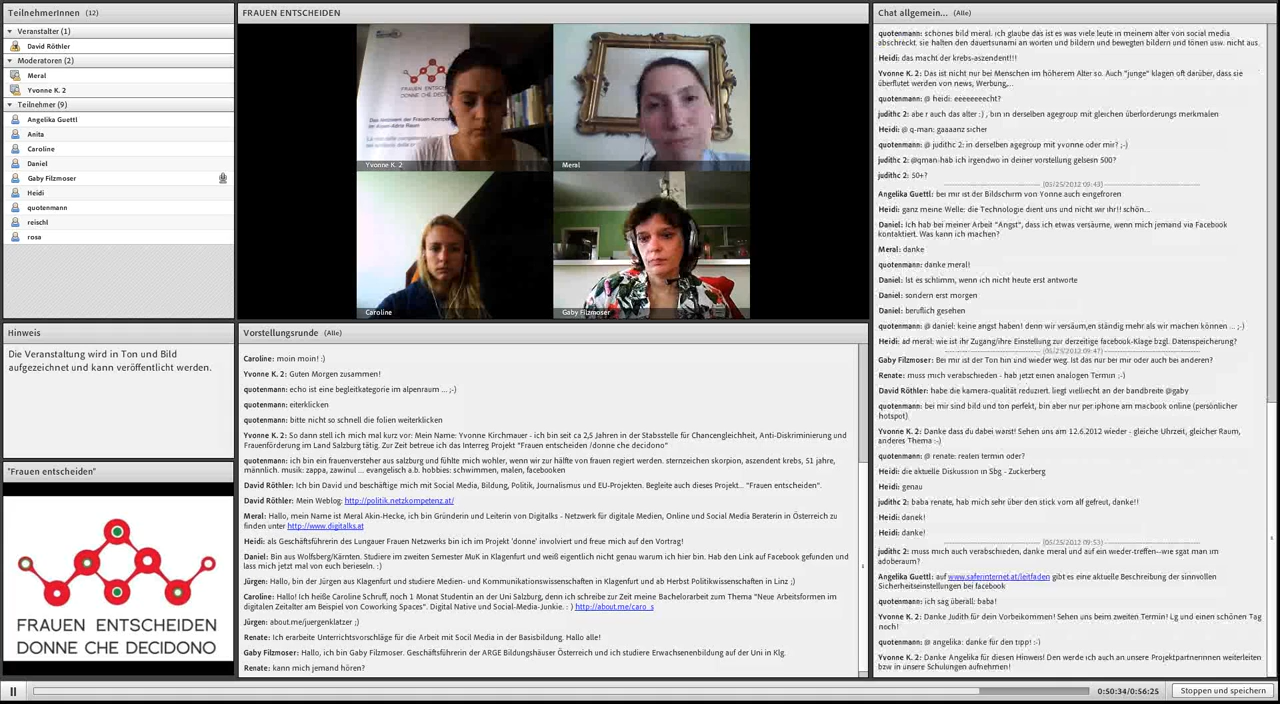 TeilnehmerInnen (12)
Veranstalter (1)
David Röthler
Moderatoren (2)
Meral
Yvonne K. 2
Teilnehmer (9)
Angelika Guettl
Anita
Caroline
Daniel
Gaby Filzmoser
Heidi
quotenmann
reischl
rosa
Hinweis
Die Veranstaltung wird in Ton und Bild
aufgezeichnet und kann veröffentlicht werden.
"Frauen entscheiden"
FRAUEN ENTSCHEIDEN
DONNE CHE DECIDONO
FRAUEN ENTSCHEIDEN
FRAUEN ENTSCH
DONNE CHE DECID
Yvonne K. 2
Meral
Caroline
Gaby Filzmoser
Vorstellungsrunde (Alle)
Caroline: moin moin! :)
Yvonne K. 2: Guten Morgen zusammen!
quotenmann: echo ist eine begleitkategorie im alpenraum ... ;-)
quotenmann: eiterklicken
quotenmann: bitte nicht so schnell die folien weiterklicken
Yvonne K. 2: So dann stell ich mich mal kurz vor: Mein Name: Yvonne Kirchmauer - ich bin seit ca 2,5 Jahren in der Stabsstelle für Chancengleichheit, Anti-Diskriminierung und
Frauenförderung im Land Salzburg tätig. Zur Zeit betreue ich das Interreg Projekt "Frauen entscheiden /donne che decidono"
quotenmann: ich bin ein frauenversteher aus salzburg und fühlte mich wohler, wenn wir zur hälfte von frauen regiert werden. sternzeichen skorpion, aszendent krebs, 51 jahre,
männlich. musik: zappa, zawinul ... evangelisch a.b. hobbies: schwimmen, malen, facebooken
David Röthler: Ich bin David und beschäftige mich mit Social Media, Bildung, Politik, Journalismus und EU-Projekten. Begleite auch dieses Projekt... "Frauen entscheiden".
David Röthler: Mein Weblog: http://politik.netzkompetenz.at/
Meral: Hallo, mein Name ist Meral Akin-Hecke, ich bin Gründerin und Leiterin von Digitalks - Netzwerk für digitale Medien, Online und Social Media Beraterin in Österreich zu
finden unter http://www.digitalks.at
Heidi: als Geschäftsführerin des Lungauer Frauen Netzwerks bin ich im Projekt 'donne' involviert und freue mich auf den Vortrag!
Daniel: Bin aus Wolfsberg/Kärnten. Studiere im zweiten Semester MuK in Klagenfurt und weiß eigentlich nicht genau warum ich hier bin. Hab den Link auf Facebook gefunden und
lass mich jetzt mal von euch berieseln. :)
Jürgen: Hallo, bin der Jürgen aus Klagenfurt und studiere Medien- und Kommunikationswissenschaften in Klagenfurt und ab Herbst Politikwissenschaften in Linz ;)
Caroline: Hallo! Ich heiße Caroline Schruff, noch 1 Monat Studentin an der Uni Salzburg, denn ich schreibe zur Zeit meine Bachelorarbeit zum Thema "Neue Arbeitsformen im
digitalen Zeitalter am Beispiel von Coworking Spaces". Digital Native und Social-Media-Junkie. : ) http://about.me/caro_s
Jürgen: about.me/juergenklatzer ;)
Renate: Ich erarbeite Unterrichtsvorschläge für die Arbeit mit Socil Media in der Basisbildung. Hallo alle!
Gaby Filzmoser: Hallo, ich bin Gaby Filzmoser. Geschäftsführerin der ARGE Bildungshäuser Österreich und ich studiere Erwachsenenbildung auf der Uni in Klg.
Renate: kann mich jemand hören?
Chat allgemein... (Alle)
quotenmann: schönes bild meral. ich glaube das ist es was viele leute in meinem alter von social media
abschreckt. sie halten den dauertsunami an worten und bildern und bewegten bildern und tönen usw. nicht aus.
Heidi: das macht der krebs-aszendent!!!
Yvonne K. 2: Das ist nicht nur bei Menschen im höherem Alter so. Auch "junge" klagen oft darüber, dass sie
überflutet werden von news, Werbung,...
quotenmann: @ heidi: eeeeeeeecht?
judithc 2: abe r auch das alter :) , bin in derselben agegroup mit gleichen überforderungs merkmalen
Heidi: @ q-man: gaaaanz sicher
quotenmann: @ judithc 2: in derselben agegroup mit yvonne oder mir? ;-)
judithc 2: @qman-hab ich irgendwo in deiner vorstellung gelsesn 500?
judithc 2: 50+?
(05/25/2012 09:43)
Angelika Guettl: bei mir ist der Bildschirm von Yonne auch eingefroren
Heidi: ganz meine Welle: die Technologie dient uns und nicht wir ihr!! schön...
Daniel: Ich hab bei meiner Arbeit "Angst", dass ich etwas versäume, wenn mich jemand via Facebook
kontaktiert. Was kann ich machen?
Meral: danke
quotenmann: danke meral!
Daniel: Ist es schlimm, wenn ich nicht heute erst antworte
Daniel: sondern erst morgen
Daniel: beruflich gesehen
quotenmann: @ daniel: keine angst haben! denn wir versäum,en ständig mehr als wir machen können ... ;-)
Heidi: ad meral: wie ist ihr Zugang/ihre Einstellung zur derzeitige facebook-Klage bzgl. Datenspeicherung?
(05/25/2012 09:47)
Gaby Filzmoser: Bei mir ist der Ton hin und wieder weg. Ist das nur bei mir oder auch bei anderen?
Renate: muss mich verabschieden - hab jetzt einen analogen Termin :-)
David Röthler: habe die kamera-qualität reduziert. liegt vielliecht an der bandbreite @gaby
quotenmann: bei mir sind bild und ton perfekt, bin aber nur per iphone am macbook online (persönlicher
hotspot)
Yvonne K. 2: Danke dass du dabei warst! Sehen uns am 12.6.2012 wieder - gleiche Uhrzeit, gleicher Raum,
anderes Thema :-)
quotenmann: @ renate: realen termin oder?
Heidi: die aktuelle Diskussion in Sbg - Zuckerberg
Heidi: genau
judithc 2: baba renate, hab mich sehr über den stick vom alf gefreut, danke!!
Heidi: danek!
Heidi: danke!
(05/25/2012 09:53)
judithc 2: muss mich auch verabschieden, danke meral und auf ein wieder-treffen--wie sgat man im
adoberaum?
Angelika Guettl: auf www.saferinternet.at/leitfaden gibt es eine aktuelle Beschreibung der sinnvollen
Sicherheitseinstellungen bei facebook
quotenmann: ich sag überall: baba!
Yvonne K. 2: Danke Judith für dein Vorbeikommen! Sehen uns beim zweiten Termin! Lg und einen schönen Tag
noch!
quotenmann: @ angelika: danke für den tipp! :-)
Yvonne K. 2: Danke Angelika für diesen Hinweis! Den werde ich auch an unsere Projektpartnerinnen weiterleiten
bzw in unsere Schulungen aufnehmen!
0:50:34/0:56:25
Stoppen und speichern